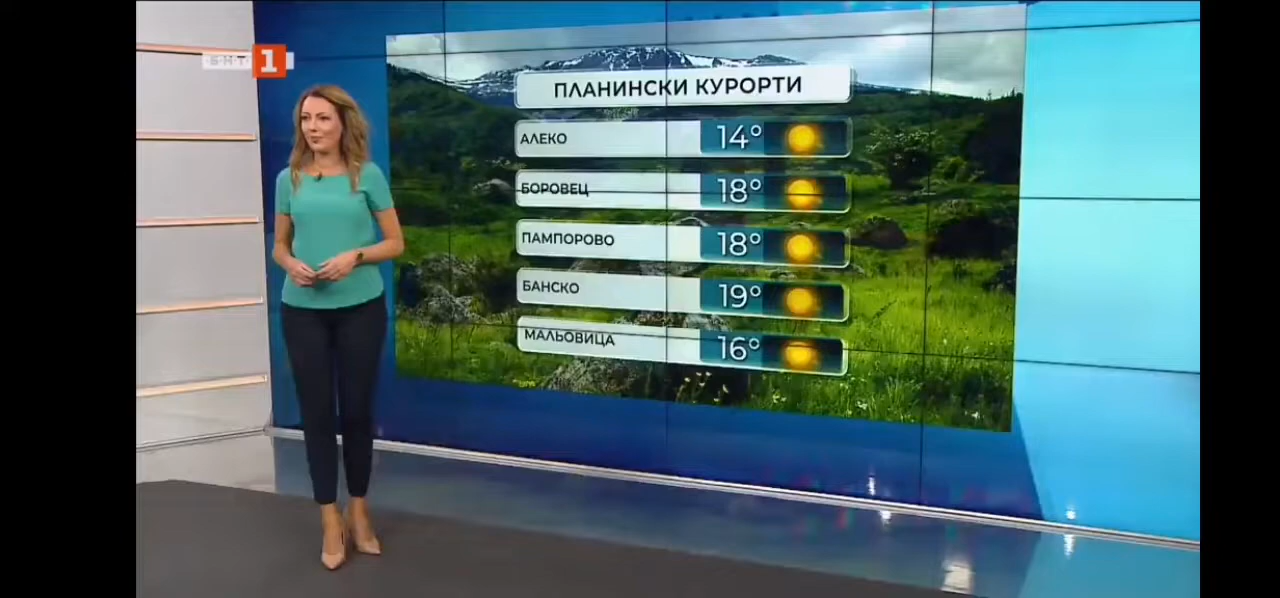 БНТ 1
ПЛАНИНСКИ КУРОРТИ
АЛЕКО 14°
БОРОВЕЦ 18°
ПАМПОРОВО 18°
БАНСКО 19°
МАЛЬОВИЦА 16°